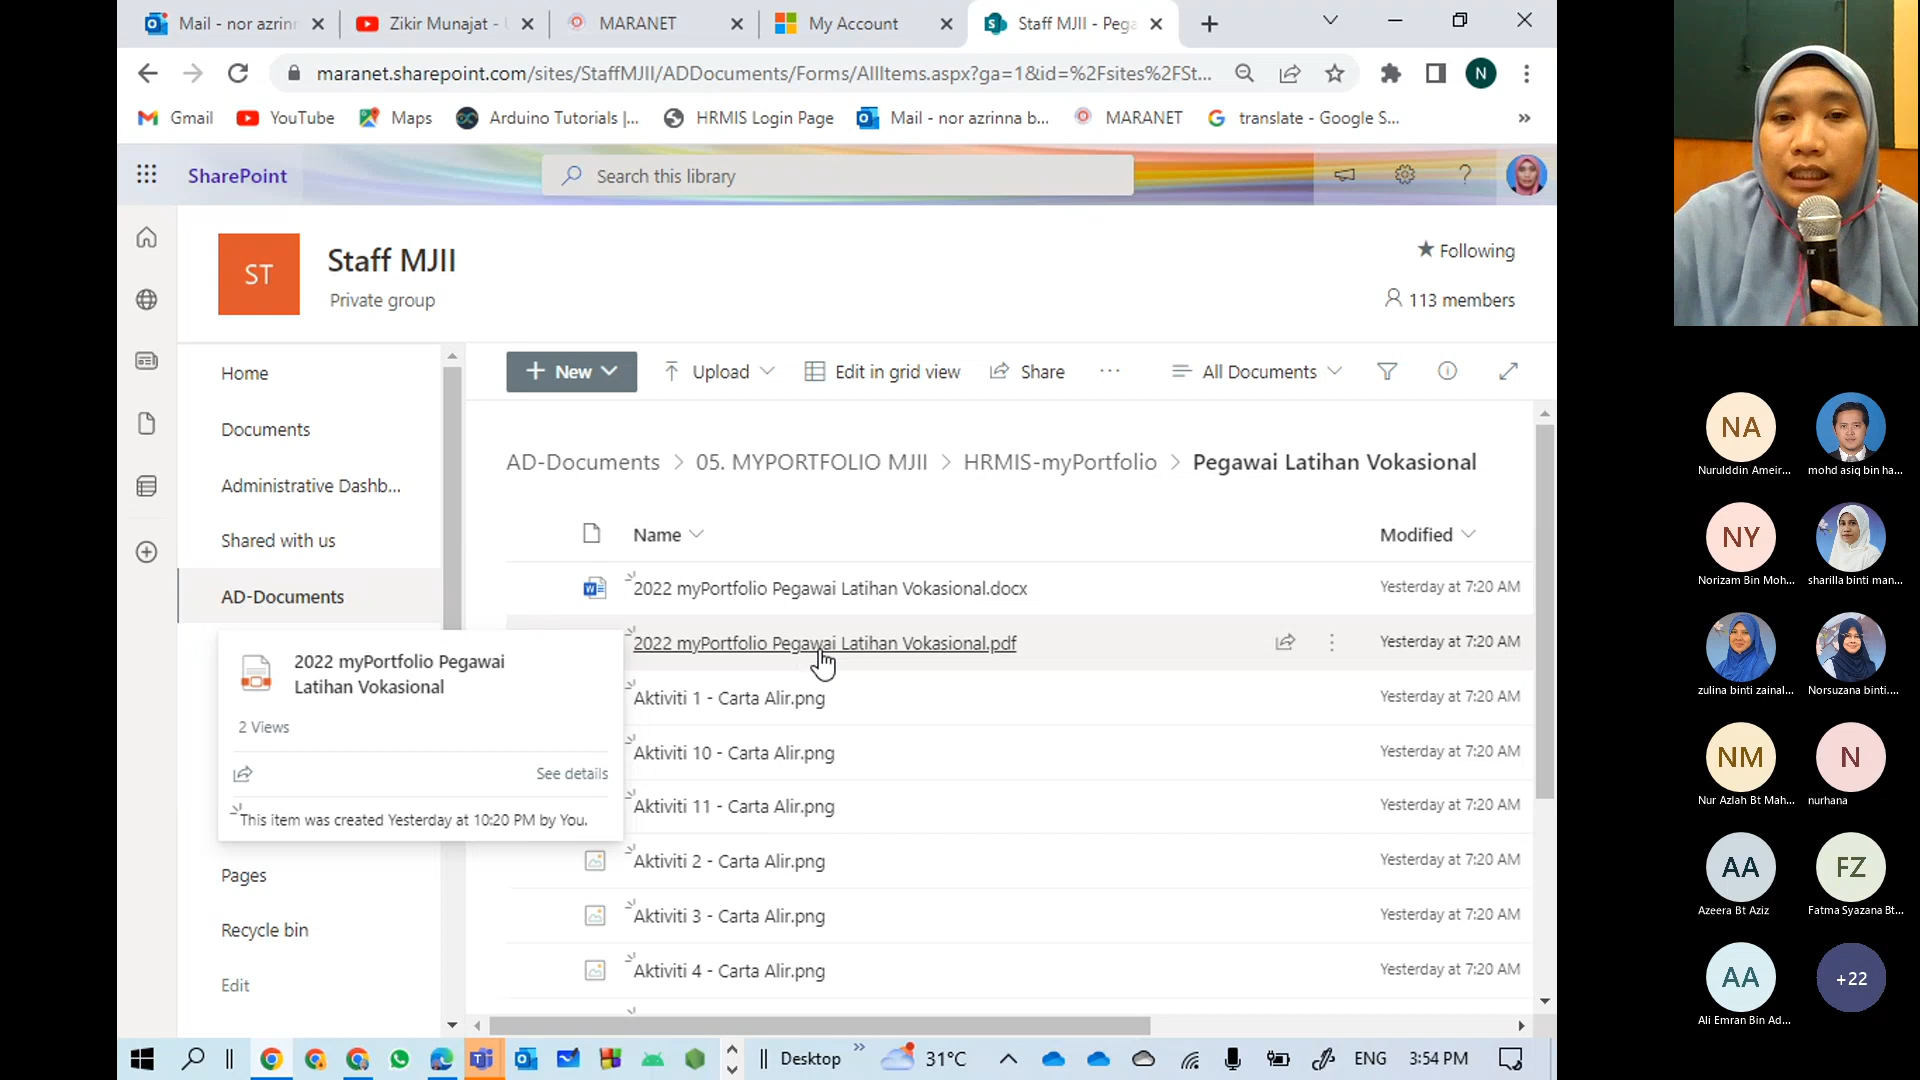 Mail - nor azrinn
Zikir Munajat -
MARANET
My Account
Staff MJII - Pega
maranet.sharepoint.com/sites/StaffMJII/ADDocuments/Forms/AllItems.aspx?ga=1&id=%2Fsites%2FSt...
N
Gmail
YouTube
Maps
Arduino Tutorials |...
HRMIS Login Page
Mail - nor azrinna b...
MARANET
translate - Google S...
SharePoint
Search this library
ST
Staff MJII
Private group
Following
113 members
Home
Documents
Administrative Dashb...
Shared with us
AD-Documents
Pages
Recycle bin
Edit
+ New
Upload
Edit in grid view
Share
All Documents
AD-Documents > 05. MYPORTFOLIO MJII > HRMIS-myPortfolio > Pegawai Latihan Vokasional
Name
Modified
2022 myPortfolio Pegawai Latihan Vokasional.docx
Yesterday at 7:20 AM
2022 myPortfolio Pegawai Latihan Vokasional.pdf
Yesterday at 7:20 AM
Aktiviti 1 - Carta Alir.png
Yesterday at 7:20 AM
Aktiviti 10 - Carta Alir.png
Yesterday at 7:20 AM
Aktiviti 11 - Carta Alir.png
Yesterday at 7:20 AM
Aktiviti 2 - Carta Alir.png
Yesterday at 7:20 AM
Aktiviti 3 - Carta Alir.png
Yesterday at 7:20 AM
Aktiviti 4 - Carta Alir.png
Yesterday at 7:20 AM
2022 myPortfolio Pegawai
Latihan Vokasional
2 Views
See details
This item was created Yesterday at 10:20 PM by You.
Desktop
31°C
ENG
3:54 PM
NA
Nurulddin Ameir...
mohd asiq bin ha...
NY
Norizam Bin Moh...
sharilla binti man...
zulina binti zainal...
Norsuzana binti....
NM
Nur Azlah Bt Mah...
N
nurhana
AA
Azeera Bt Aziz
FZ
Fatma Syazana Bt...
AA
Ali Emran Bin Ad...
+22